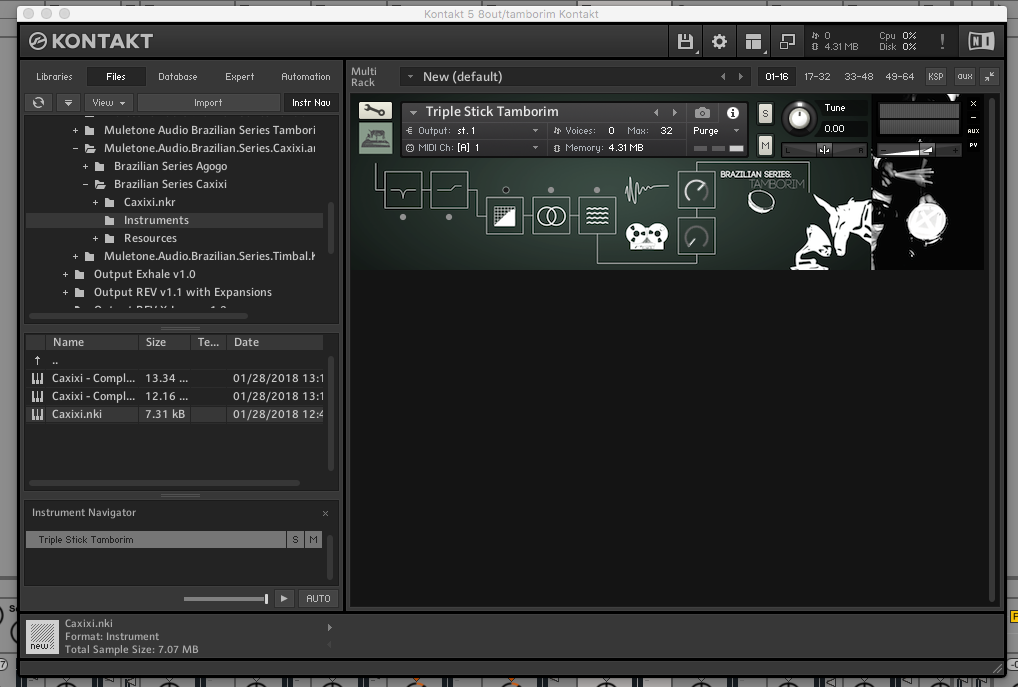 Kontakt 5 8out/tamborim Kontakt
KONTAKT
0
4.31 MB
Cpu 0%
Disk 0%
!
NI
Libraries Files Database Expert Automation
View Import Instr Nav
Multi Rack
New (default)
01-16 17-32 33-48 49-64 KSP aux
+ Muletone Audio Brazilian Series Tambori
– Muletone.Audio.Brazilian.Series.Caxixi.
+ Brazilian Series Agogo
– Brazilian Series Caxixi
+ Caxixi.nkr
Instruments
+ Resources
+ Muletone.Audio.Brazilian.Series.Timbal.
+ Output Exhale v1.0
+ Output REV v1.1 with Expansions
Triple Stick Tamborim
Output: st. 1 Voices: 0 Max: 32 Purge
MIDI Ch: [A] 1 Memory: 4.31 MB
S
M
Tune
0.00
L R
- +
×
AUX
PV
BRAZILIAN SERIES:
TAMBORIM
Name Size Te... Date
..
Caxixi - Compl... 13.34 ... 01/28/2018 13:1
Caxixi - Compl... 12.16 ... 01/28/2018 13:1
Caxixi.nki 7.31 kB 01/28/2018 12:4
Instrument Navigator ×
Triple Stick Tamborim S M
AUTO
new
Caxixi.nki
Format: Instrument
Total Sample Size: 7.07 MB